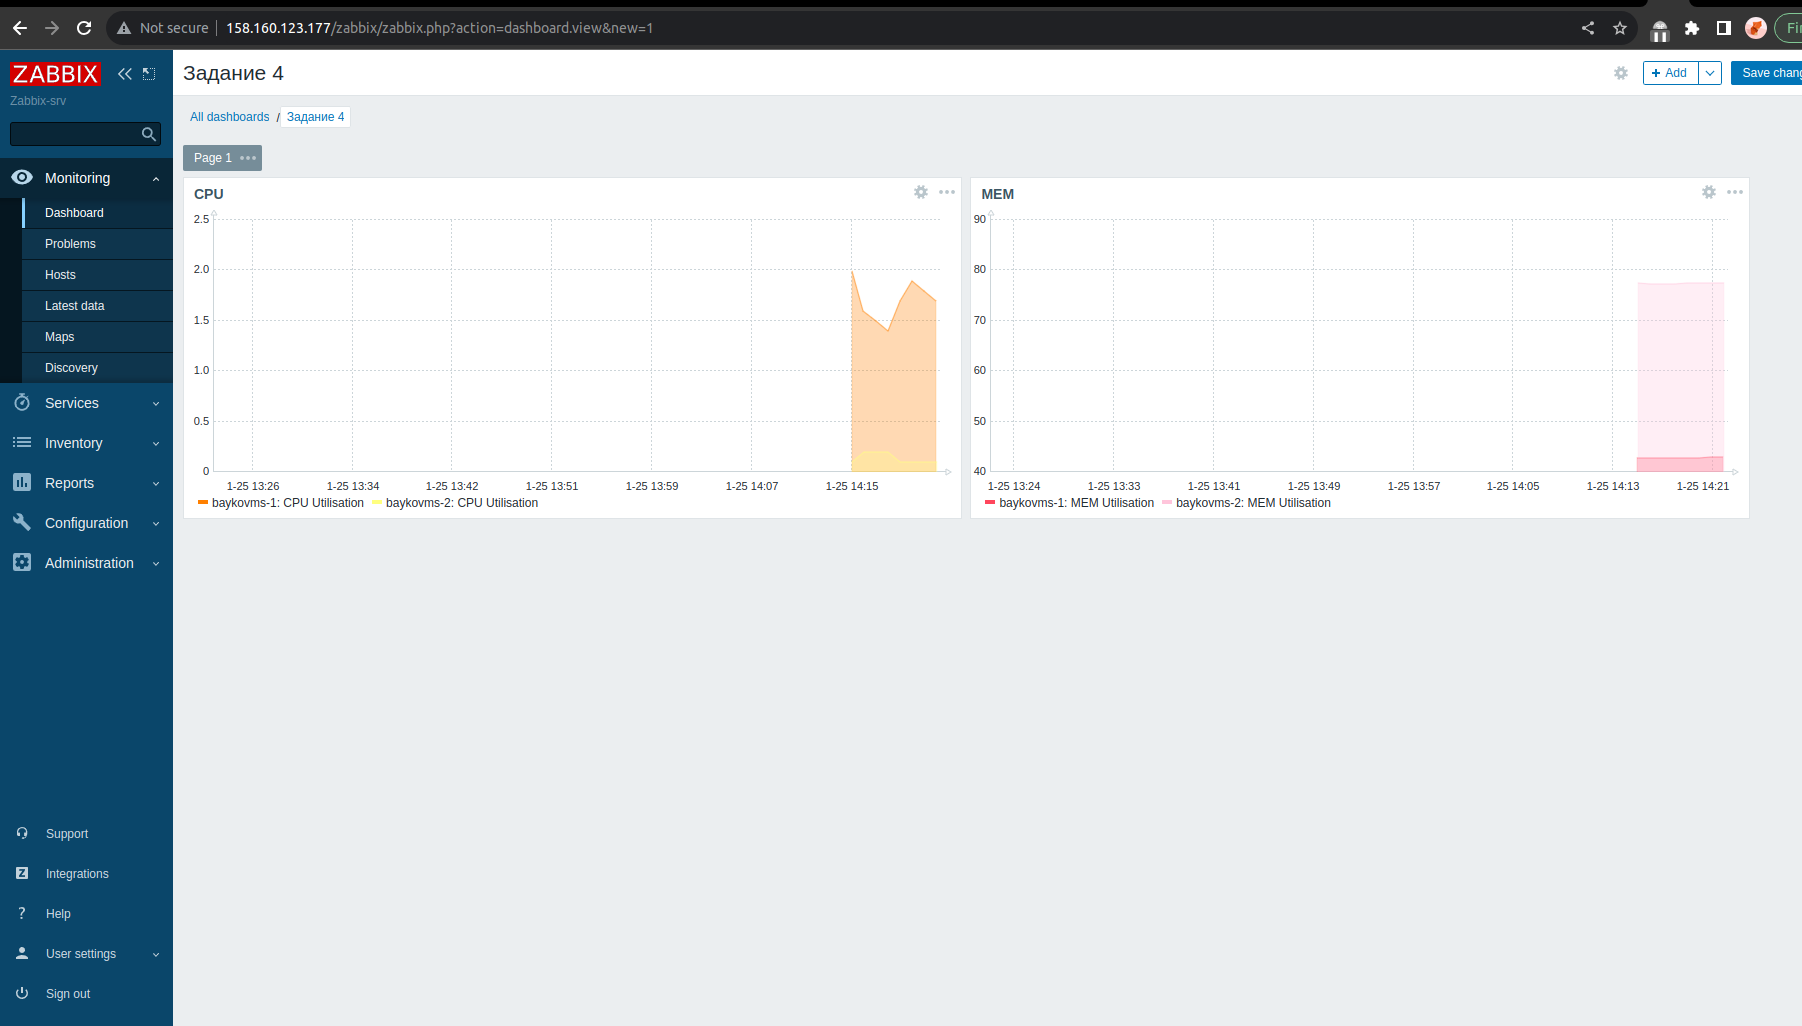 Not secure 158.160.123.177/zabbix/zabbix.php?action=dashboard.view&new=1
ZABBIX
Zabbix-srv
Monitoring
Dashboard
Problems
Hosts
Latest data
Maps
Discovery
Services
Inventory
Reports
Configuration
Administration
Support
Integrations
Help
User settings
Sign out
Задание 4
+ Add
Save chang
All dashboards / Задание 4
Page 1
CPU
2.5
2.0
1.5
1.0
0.5
0
1-25 13:26 1-25 13:34 1-25 13:42 1-25 13:51 1-25 13:59 1-25 14:07 1-25 14:15
baykovms-1: CPU Utilisation baykovms-2: CPU Utilisation
MEM
90
80
70
60
50
40
1-25 13:24 1-25 13:33 1-25 13:41 1-25 13:49 1-25 13:57 1-25 14:05 1-25 14:13 1-25 14:21
baykovms-1: MEM Utilisation baykovms-2: MEM Utilisation